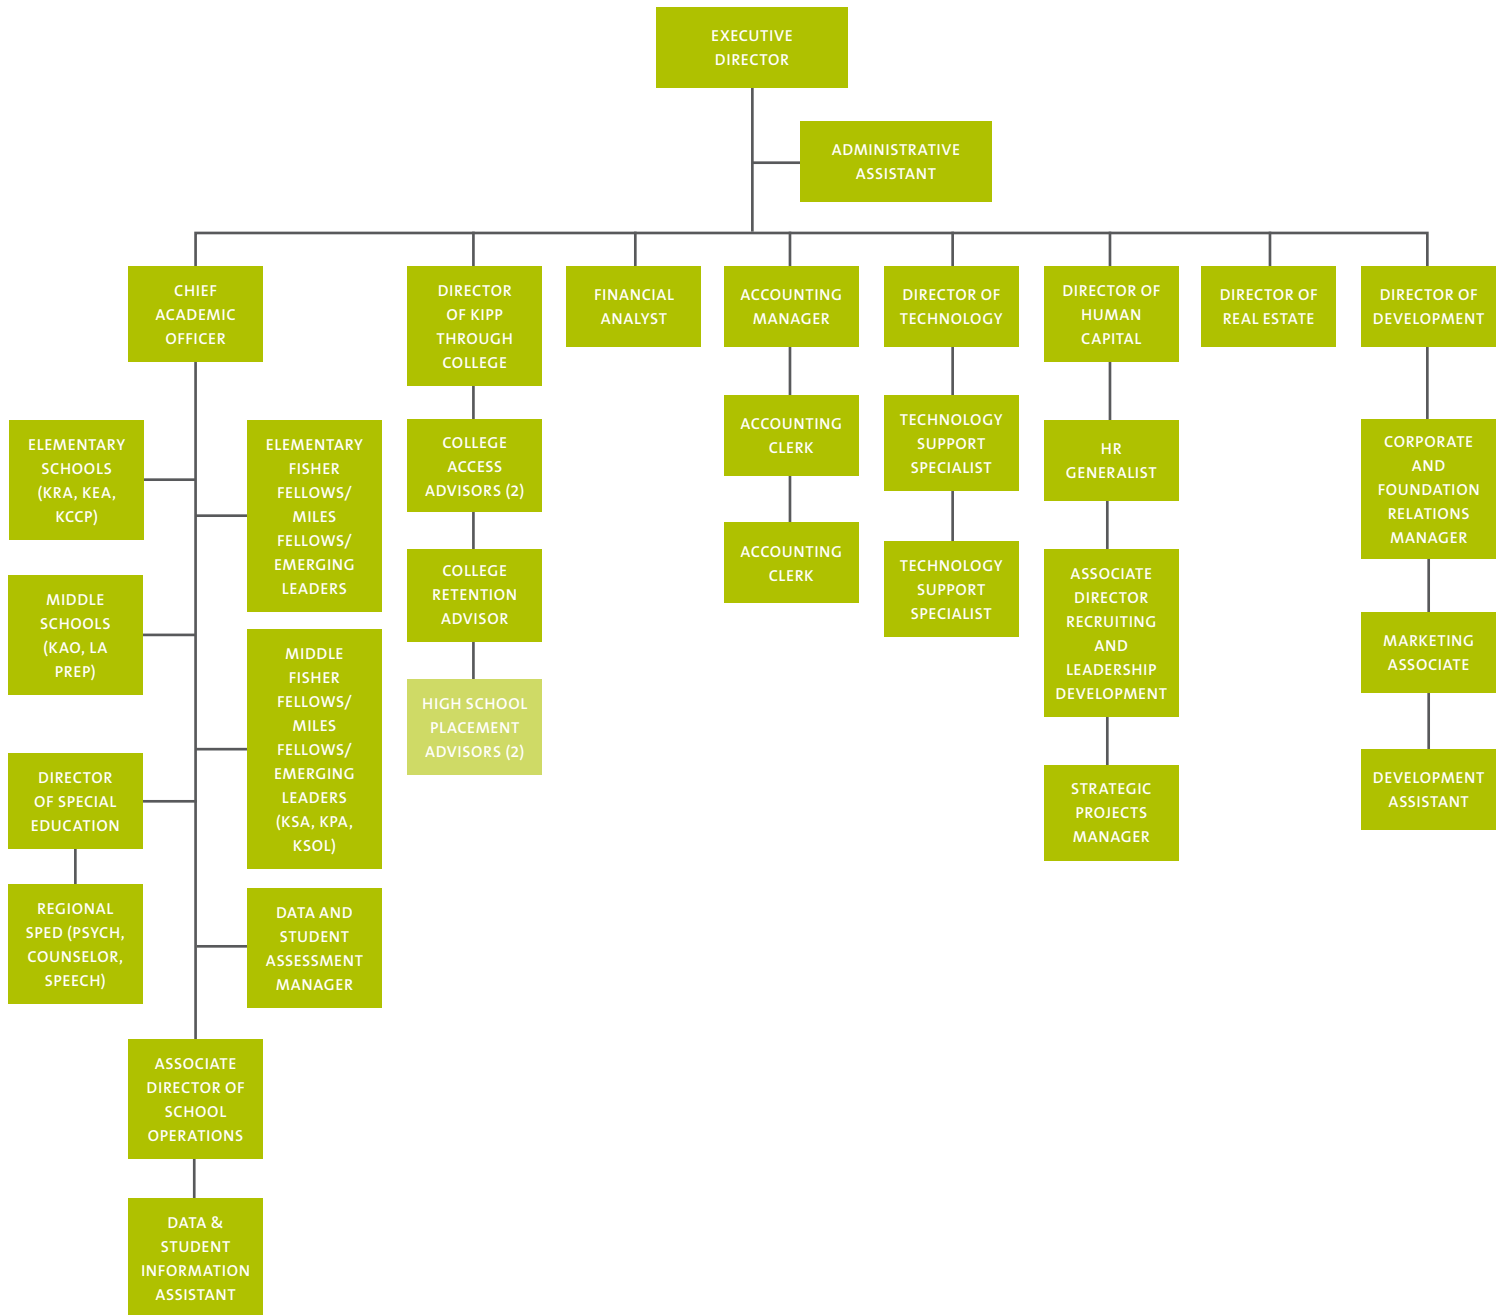 EXECUTIVE
DIRECTOR
ADMINISTRATIVE
ASSISTANT
CHIEF
ACADEMIC
OFFICER
DIRECTOR
OF KIPP
THROUGH
COLLEGE
FINANCIAL
ANALYST
ACCOUNTING
MANAGER
DIRECTOR OF
TECHNOLOGY
DIRECTOR OF
HUMAN
CAPITAL
DIRECTOR OF
REAL ESTATE
DIRECTOR OF
DEVELOPMENT
ELEMENTARY
SCHOOLS
(KRA, KEA,
KCCP)
ELEMENTARY
FISHER
FELLOWS/
MILES
FELLOWS/
EMERGING
LEADERS
MIDDLE
SCHOOLS
(KAO, LA
PREP)
MIDDLE
FISHER
FELLOWS/
MILES
FELLOWS/
EMERGING
LEADERS
(KSA, KPA,
KSOL)
DIRECTOR
OF SPECIAL
EDUCATION
REGIONAL
SPED (PSYCH,
COUNSELOR,
SPEECH)
DATA AND
STUDENT
ASSESSMENT
MANAGER
ASSOCIATE
DIRECTOR OF
SCHOOL
OPERATIONS
DATA &
STUDENT
INFORMATION
ASSISTANT
COLLEGE
ACCESS
ADVISORS (2)
COLLEGE
RETENTION
ADVISOR
HIGH SCHOOL
PLACEMENT
ADVISORS (2)
ACCOUNTING
CLERK
ACCOUNTING
CLERK
TECHNOLOGY
SUPPORT
SPECIALIST
TECHNOLOGY
SUPPORT
SPECIALIST
HR
GENERALIST
ASSOCIATE
DIRECTOR
RECRUITING
AND
LEADERSHIP
DEVELOPMENT
STRATEGIC
PROJECTS
MANAGER
CORPORATE
AND
FOUNDATION
RELATIONS
MANAGER
MARKETING
ASSOCIATE
DEVELOPMENT
ASSISTANT